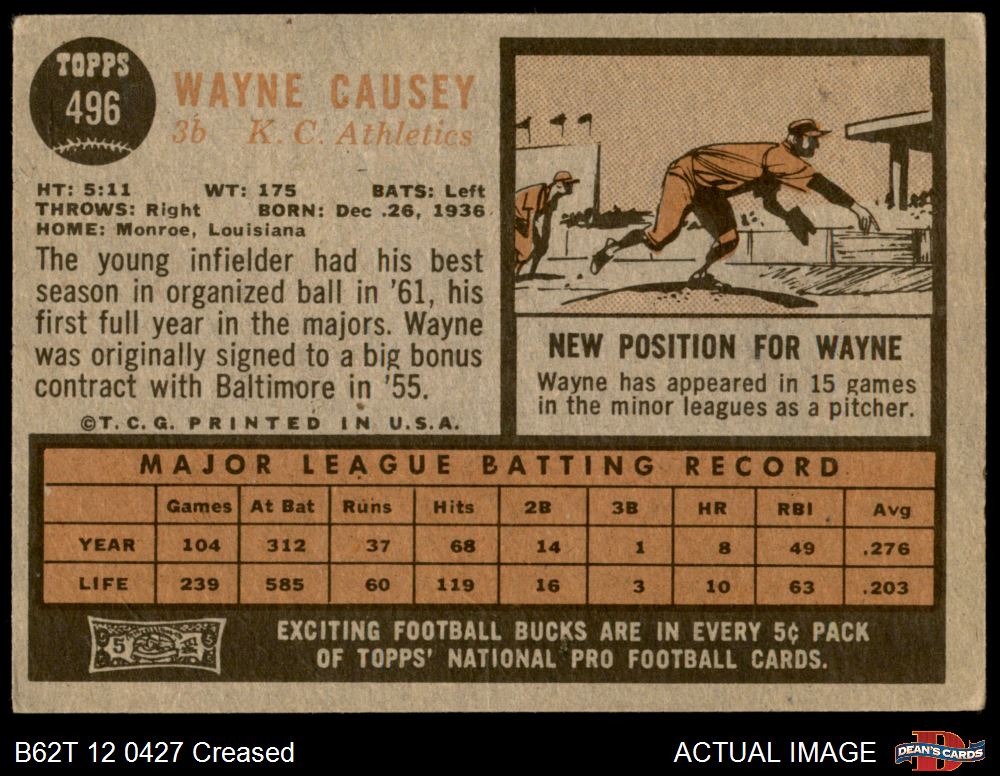 TOPPS
496
WAYNE CAUSEY
3b K. C. Athletics
HT: 5:11 WT: 175 BATS: Left
THROWS: Right BORN: Dec .26, 1936
HOME: Monroe, Louisiana
The young infielder had his best
season in organized ball in '61, his
first full year in the majors. Wayne
was originally signed to a big bonus
contract with Baltimore in '55.
©T. C. G. PRINTED IN U.S.A.
NEW POSITION FOR WAYNE
Wayne has appeared in 15 games
in the minor leagues as a pitcher.
MAJOR LEAGUE BATTING RECORD
Games At Bat Runs Hits 2B 3B HR RBI Avg
YEAR 104 312 37 68 14 1 8 49 .276
LIFE 239 585 60 119 16 3 10 63 .203
5
EXCITING FOOTBALL BUCKS ARE IN EVERY 5¢ PACK
OF TOPPS' NATIONAL PRO FOOTBALL CARDS.
B62T 12 0427 Creased
ACTUAL IMAGE
DEAN'S CARDS